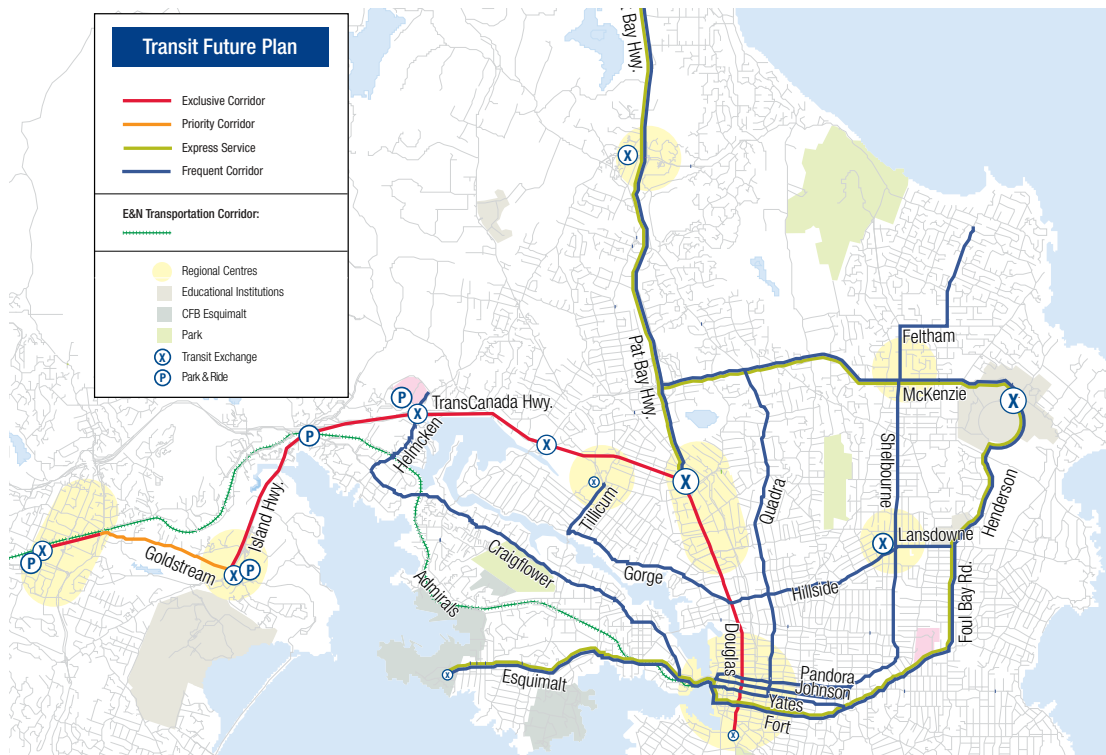 Transit Future Plan
Exclusive Corridor
Priority Corridor
Express Service
Frequent Corridor
E&N Transportation Corridor:
Regional Centres
Educational Institutions
CFB Esquimalt
Park
X Transit Exchange
P Park & Ride
Bay Hwy.
X
Pat Bay Hwy.
Feltham
McKenzie
X
P
X
TransCanada Hwy.
Helmcken
P
X
X
Tillicum
X
Quadra
Shelbourne
Henderson
Island Hwy.
X
Lansdowne
X
P
Goldstream
X
P
Craigflower
Gorge
Hillside
Foul Bay Rd.
Admirals
Douglas
X
Esquimalt
Pandora
Johnson
Yates
Fort
X